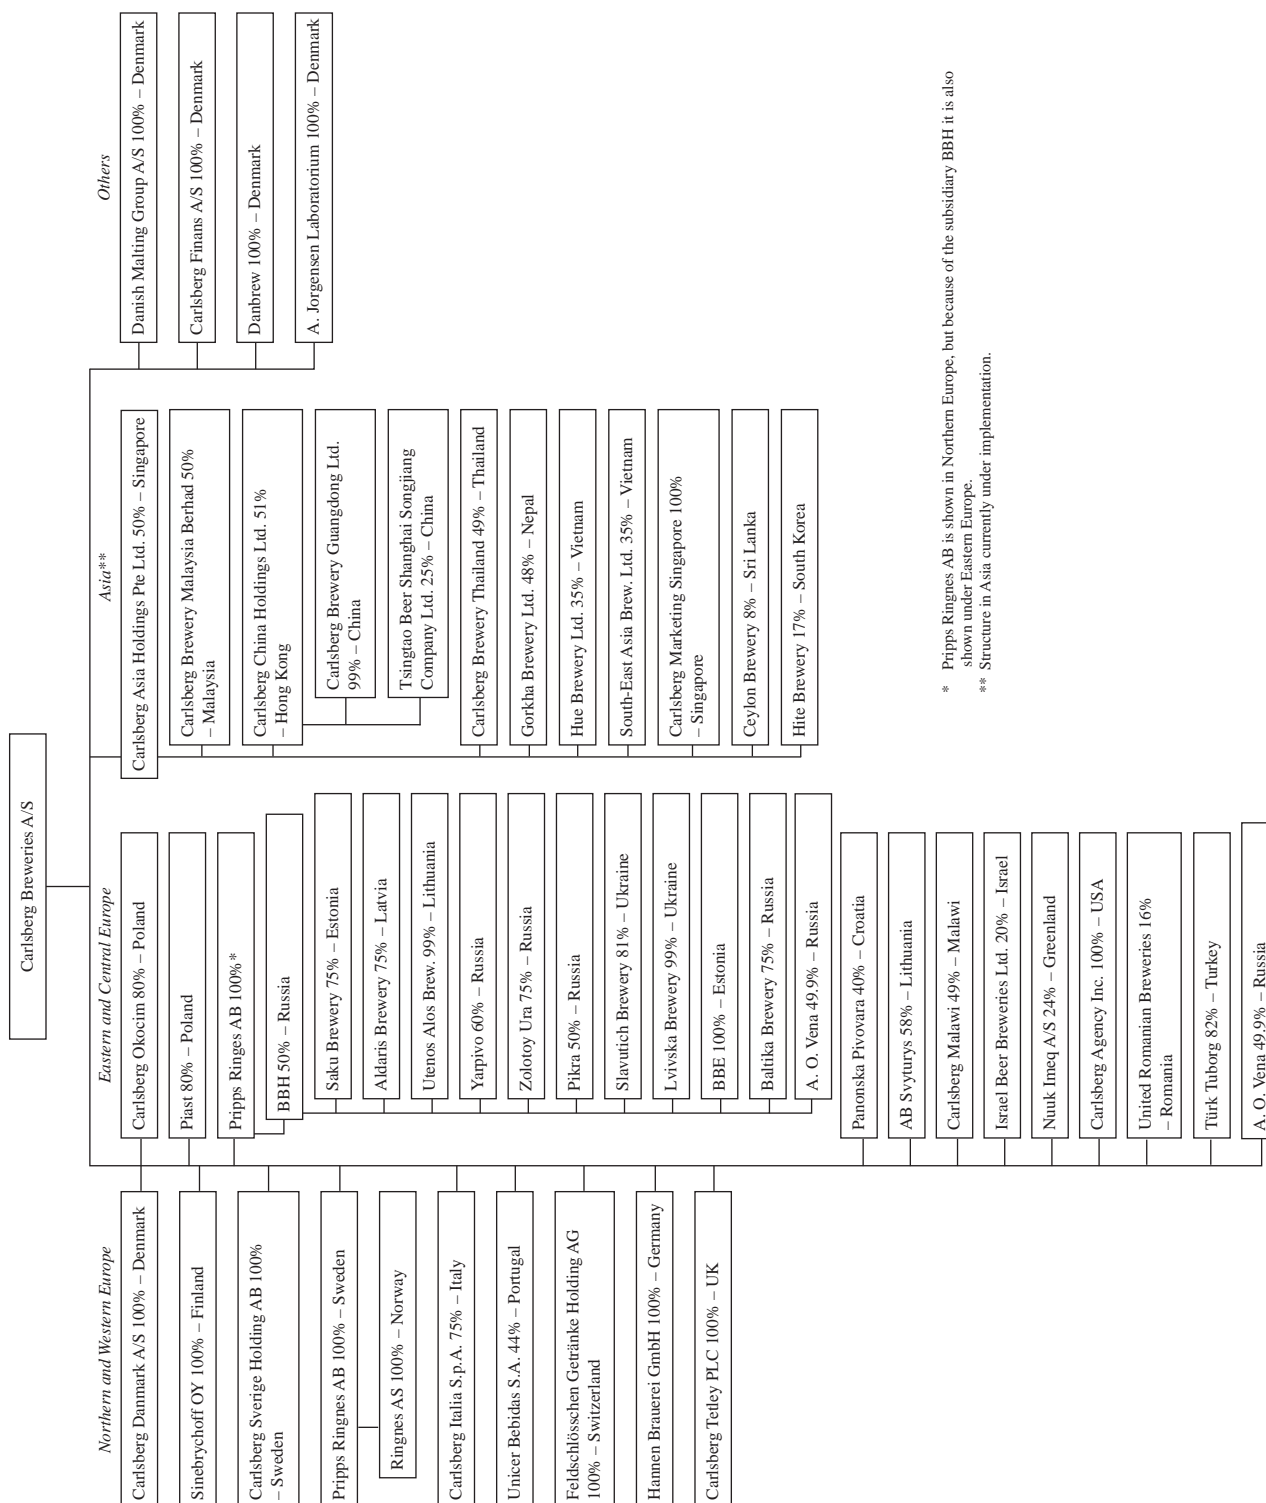 Carlsberg Breweries A/S
Northern and Western Europe
Carlsberg Danmark A/S 100% – Denmark
Sinebrychoff OY 100% – Finland
Carlsberg Sverige Holding AB 100%
– Sweden
Pripps Ringnes AB 100% – Sweden
Ringnes AS 100% – Norway
Carlsberg Italia S.p.A. 75% – Italy
Unicer Bebidas S.A. 44% – Portugal
Feldschlösschen Getränke Holding AG
100% – Switzerland
Hannen Brauerei GmbH 100% – Germany
Carlsberg Tetley PLC 100% – UK
Eastern and Central Europe
Carlsberg Okocim 80% – Poland
Piast 80% – Poland
Pripps Ringes AB 100%*
BBH 50% – Russia
Saku Brewery 75% – Estonia
Aldaris Brewery 75% – Latvia
Utenos Alos Brew. 99% – Lithuania
Yarpivo 60% – Russia
Zolotoy Ura 75% – Russia
Pikra 50% – Russia
Slavutich Brewery 81% – Ukraine
Lvivska Brewery 99% – Ukraine
BBE 100% – Estonia
Baltika Brewery 75% – Russia
A. O. Vena 49.9% – Russia
Panonska Pivovara 40% – Croatia
AB Svyturys 58% – Lithuania
Carlsberg Malawi 49% – Malawi
Israel Beer Breweries Ltd. 20% – Israel
Nuuk Imeq A/S 24% – Greenland
Carlsberg Agency Inc. 100% – USA
United Romanian Breweries 16%
– Romania
Türk Tuborg 82% – Turkey
A. O. Vena 49.9% – Russia
Asia**
Carlsberg Asia Holdings Pte Ltd. 50% – Singapore
Carlsberg Brewery Malaysia Berhad 50%
– Malaysia
Carlsberg China Holdings Ltd. 51%
– Hong Kong
Carlsberg Brewery Guangdong Ltd.
99% – China
Tsingtao Beer Shanghai Songjiang
Company Ltd. 25% – China
Carlsberg Brewery Thailand 49% – Thailand
Gorkha Brewery Ltd. 48% – Nepal
Hue Brewery Ltd. 35% – Vietnam
South-East Asia Brew. Ltd. 35% – Vietnam
Carlsberg Marketing Singapore 100%
– Singapore
Ceylon Brewery 8% – Sri Lanka
Hite Brewery 17% – South Korea
Others
Danish Malting Group A/S 100% – Denmark
Carlsberg Finans A/S 100% – Denmark
Danbrew 100% – Denmark
A. Jorgensen Laboratorium 100% – Denmark
* Pripps Ringnes AB is shown in Northern Europe, but because of the subsidiary BBH it is also
shown under Eastern Europe.
** Structure in Asia currently under implementation.